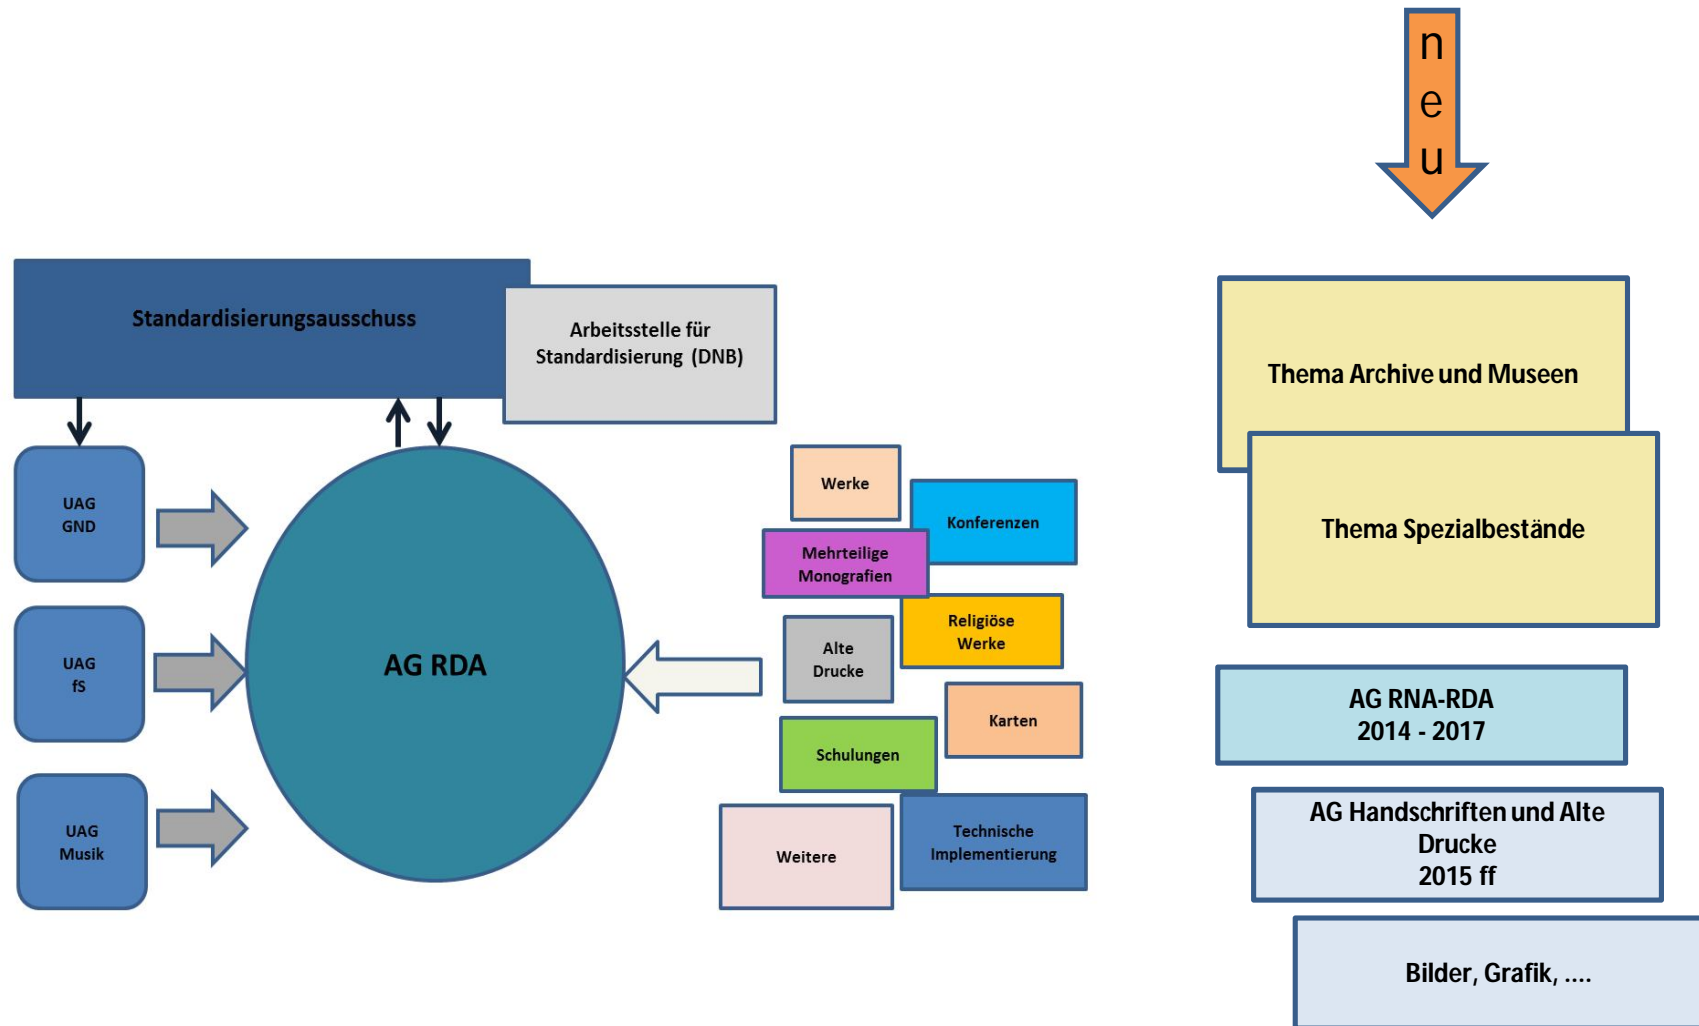 n
e
u
Standardisierungsausschuss
Arbeitsstelle für
Standardisierung (DNB)
UAG
GND
UAG
fS
UAG
Musik
AG RDA
Werke
Konferenzen
Mehrteilige
Monografien
Religiöse
Werke
Alte
Drucke
Karten
Schulungen
Weitere
Technische
Implementierung
Thema Archive und Museen
Thema Spezialbestände
AG RNA-RDA
2014 - 2017
AG Handschriften und Alte
Drucke
2015 ff
Bilder, Grafik, ....